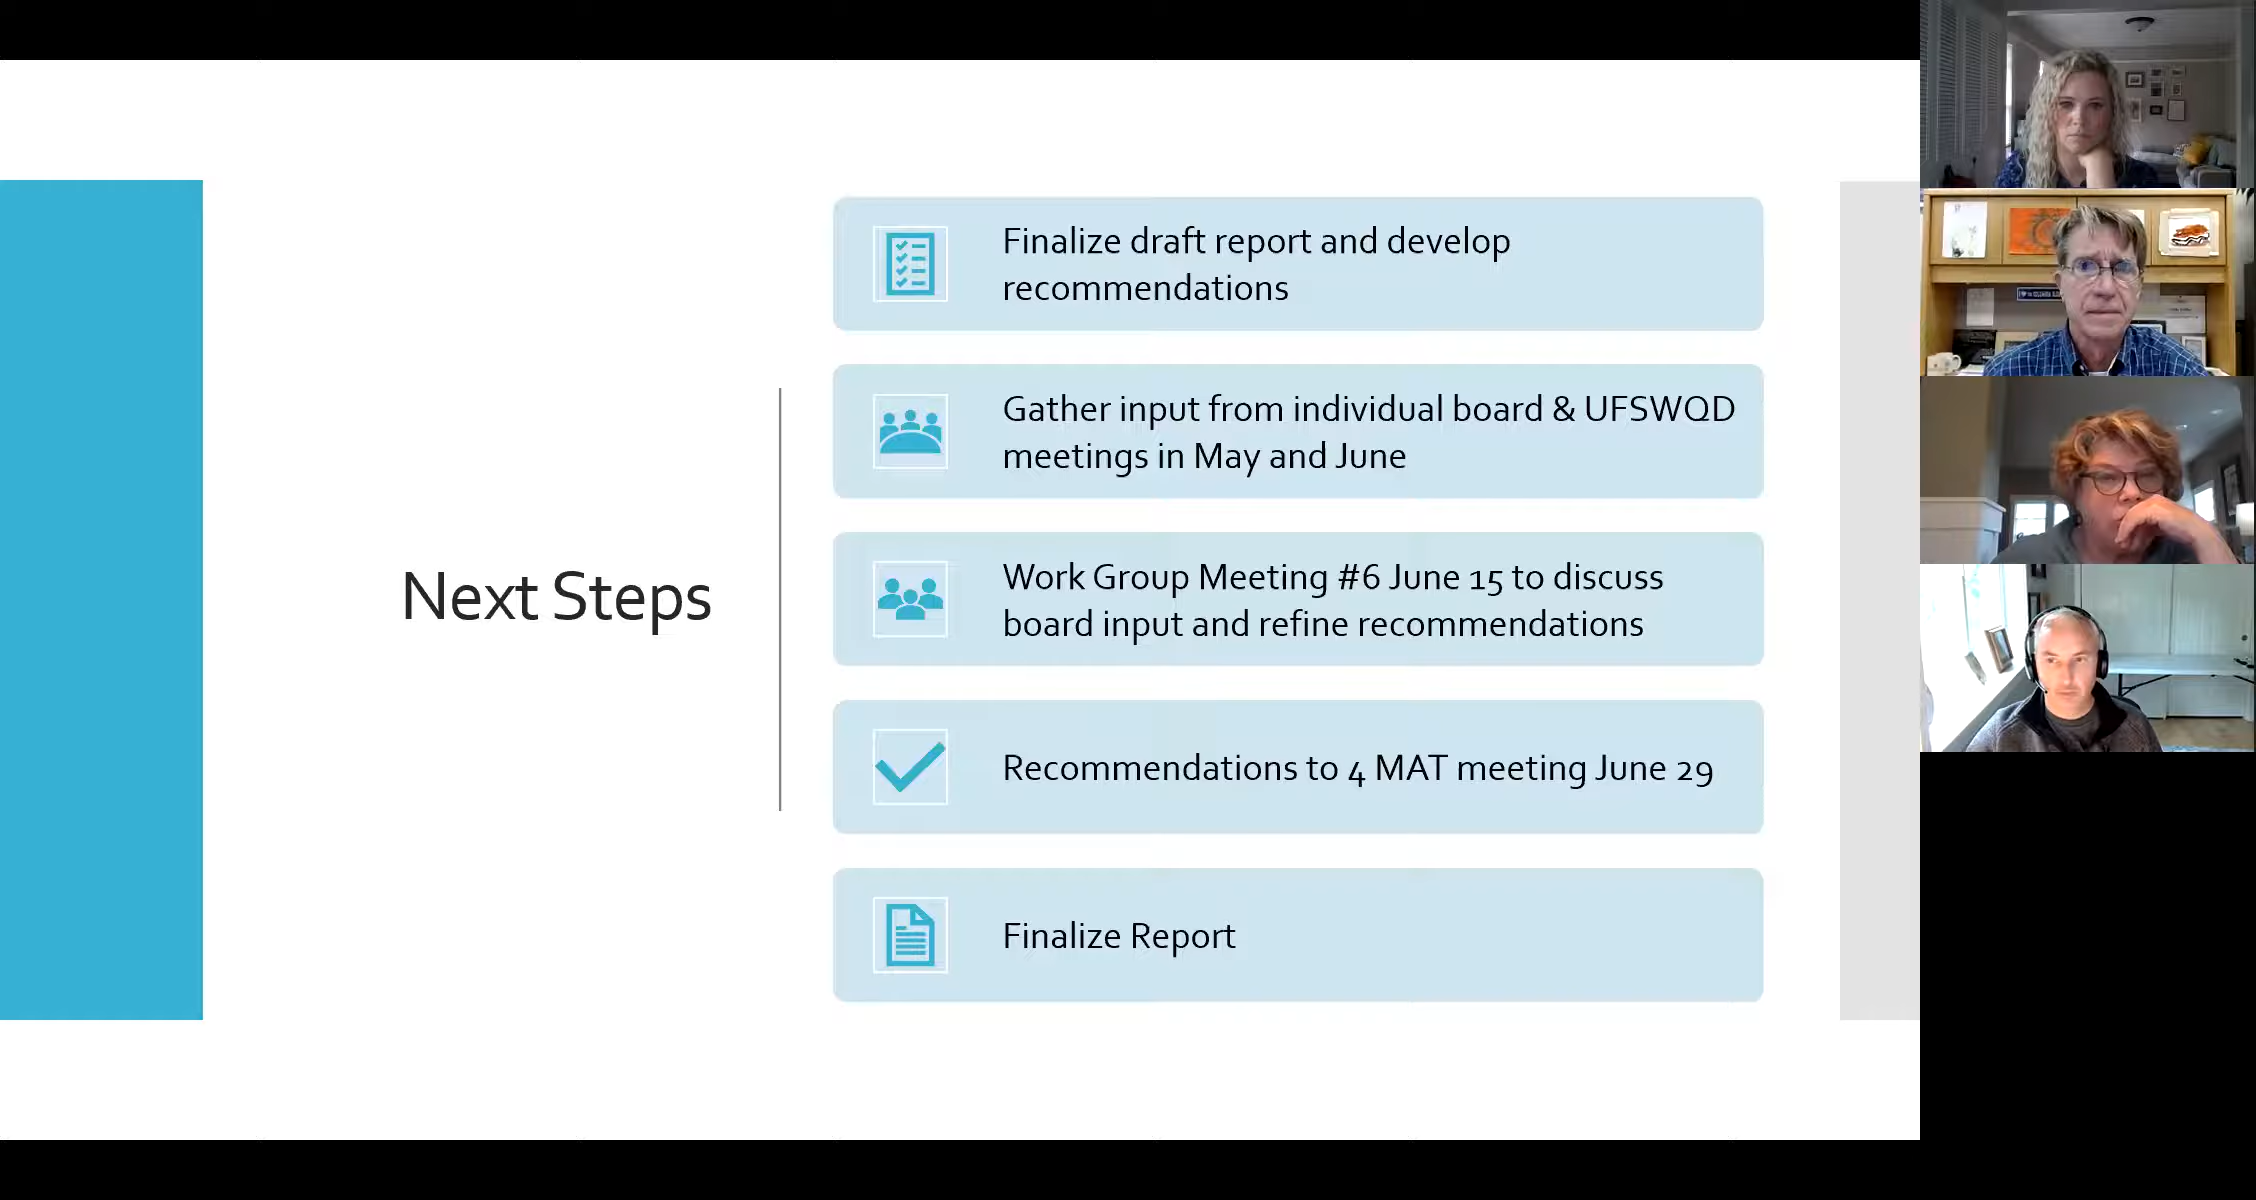 Next Steps
Finalize draft report and develop
recommendations
Gather input from individual board & UFSWQD
meetings in May and June
Work Group Meeting #6 June 15 to discuss
board input and refine recommendations
Recommendations to 4 MAT meeting June 29
Finalize Report